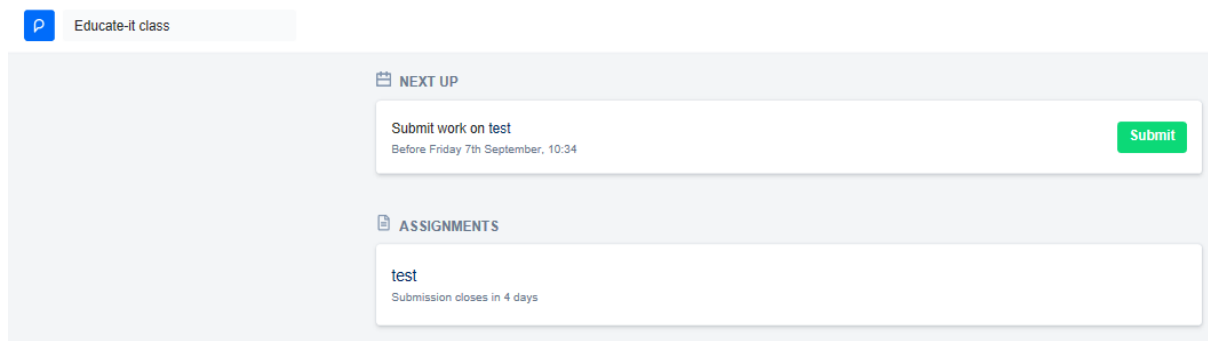 Educate-it class
NEXT UP
Submit work on test
Before Friday 7th September, 10:34
Submit
ASSIGNMENTS
test
Submission closes in 4 days